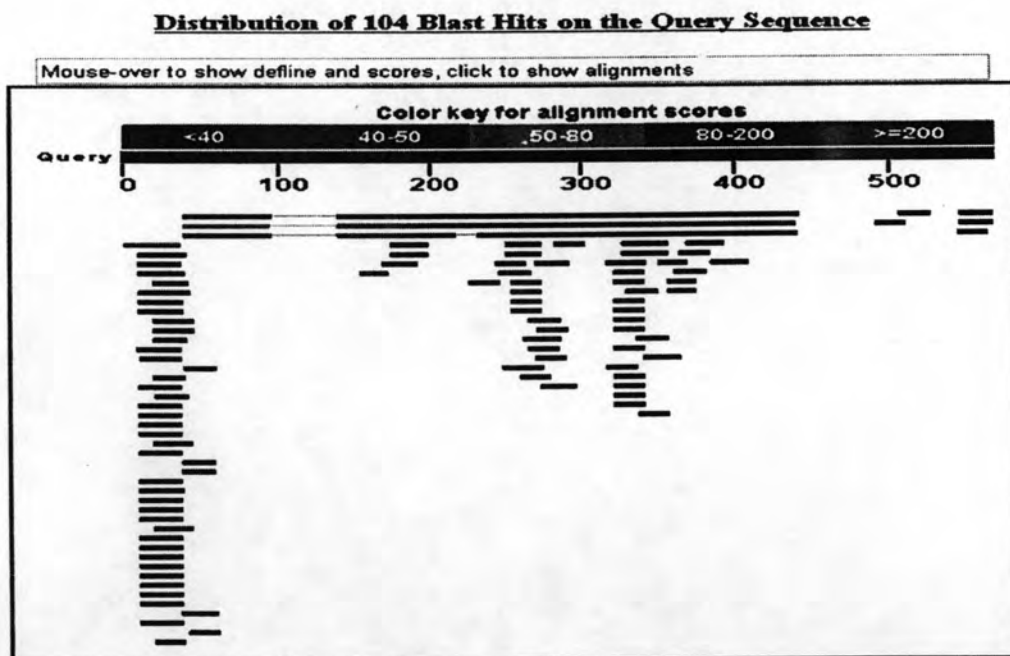 Distribution of 104 Blast Hits on the Query Sequence
Mouse-over to show defline and scores, click to show alignments
Color key for alignment scores
<40 40-50 50-80 80-200 >=200
Query
0 100 200 300 400 500